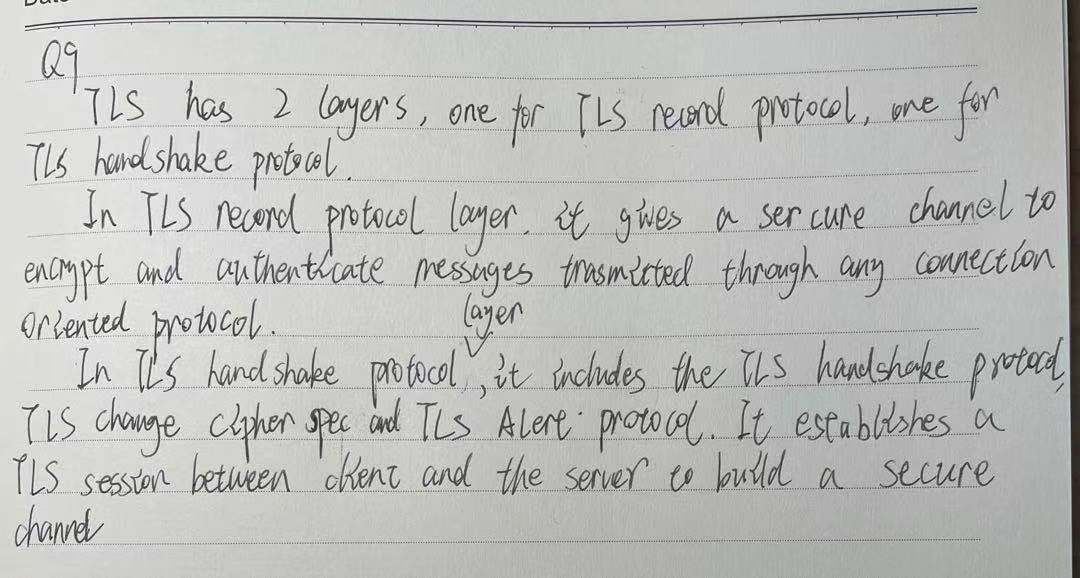 Q9
TLS has 2 layers, one for TLS record protocol, one for
TLS handshake protocol.
In TLS record protocol layer. it gives a sercure channel to
encrypt and authenticate messages trasmitted through any connection
oriented protocol.
layer
In TLS handshake protocol, it includes the TLS handshake protocol,
TLS change cipher spec and TLS Alert protocol. It establishes a
TLS session between client and the server to build a secure
channel